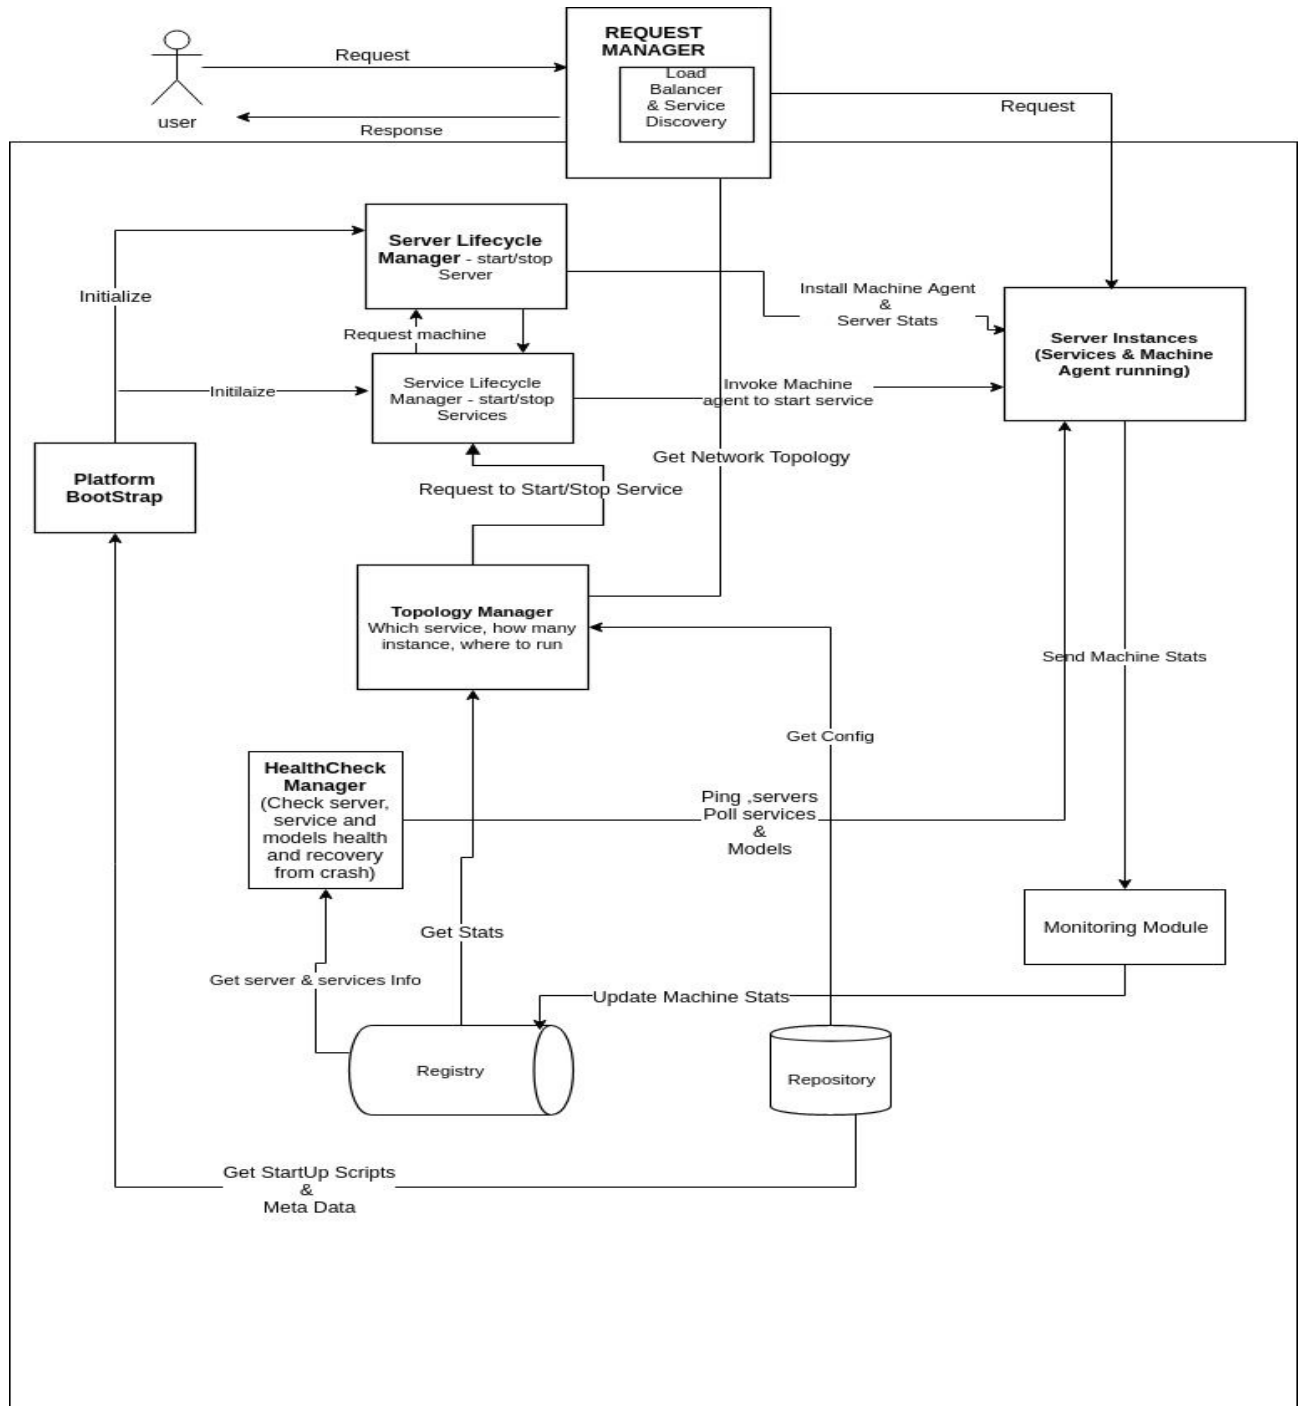 REQUEST
MANAGER
Load
Balancer
& Service
Discovery
Request
user
Response
Request
Server Lifecycle
Manager - start/stop
Server
Initialize
Install Machine Agent
&
Server Stats
Request machine
Server Instances
(Services & Machine
Agent running)
Initilaize
Service Lifecycle
Manager - start/stop
Services
Invoke Machine
agent to start service
Get Network Topology
Platform
BootStrap
Request to Start/Stop Service
Topology Manager
Which service, how many
instance, where to run
Send Machine Stats
Get Config
HealthCheck
Manager
(Check server,
service and
models health
and recovery
from crash)
Ping ,servers
Poll services
&
Models
Get Stats
Monitoring Module
Get server & services Info
Update Machine Stats
Registry
Repository
Get StartUp Scripts
&
Meta Data